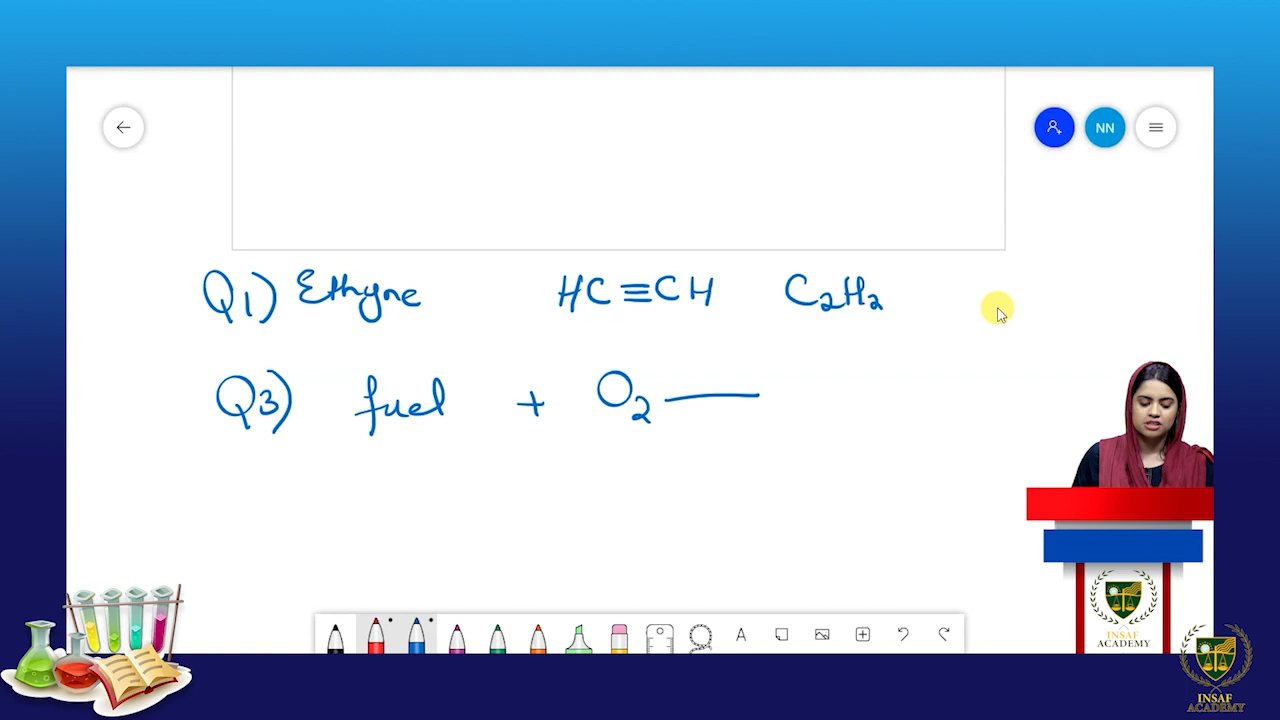 NN
Q1) Ethyne HC≡CH C₂H₂
Q3) fuel + O₂ —
A
INSAF
ACADEMY
INSAF
ACADEMY